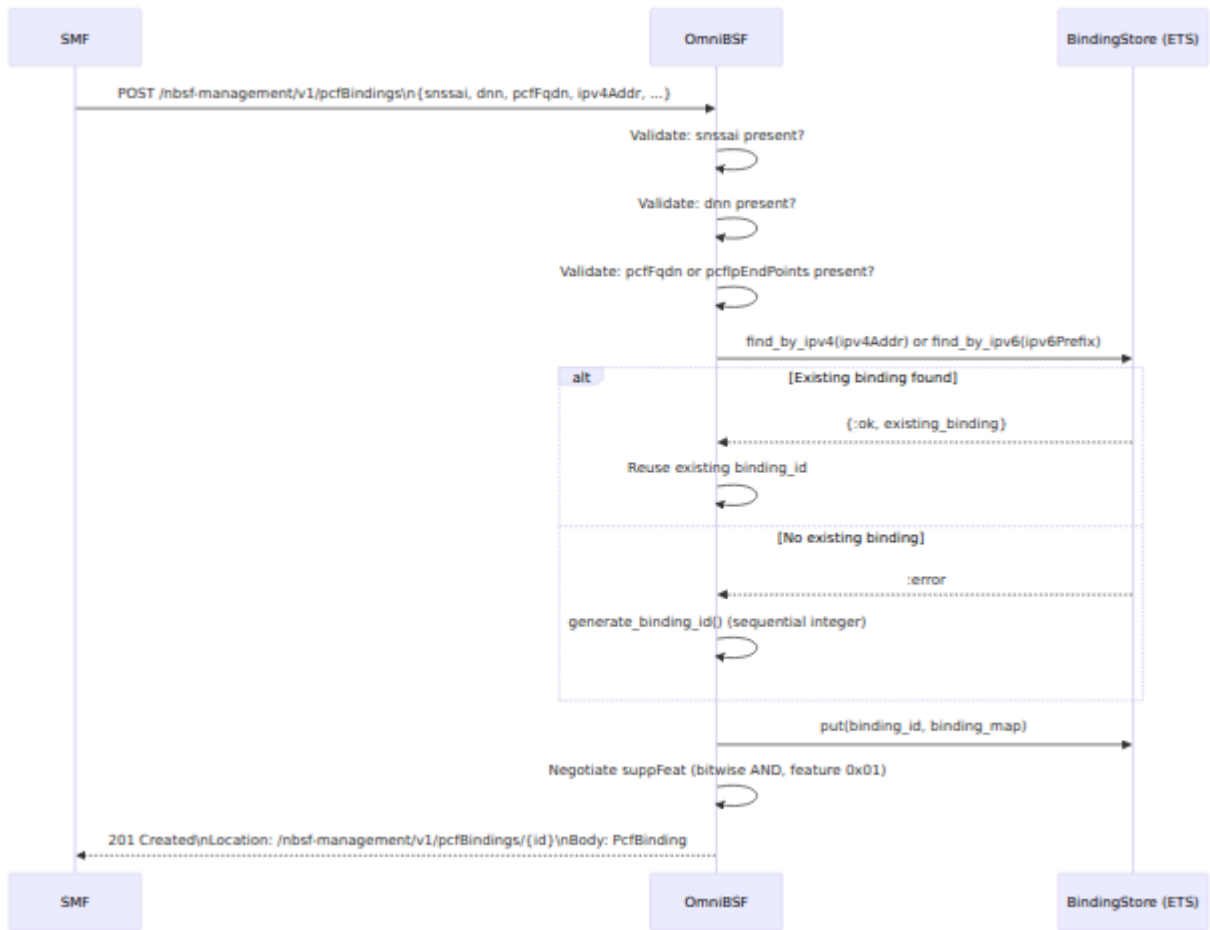 SMF
OmniBSF
BindingStore (ETS)
POST /nbsf-management/v1/pcfBindings\n{snssai, dnn, pcfFqdn, ipv4Addr, ...}
Validate: snssai present?
Validate: dnn present?
Validate: pcfFqdn or pcfIpEndPoints present?
find_by_ipv4(ipv4Addr) or find_by_ipv6(ipv6Prefix)
alt
[Existing binding found]
{:ok, existing_binding}
Reuse existing binding_id
[No existing binding]
:error
generate_binding_id() (sequential integer)
put(binding_id, binding_map)
Negotiate suppFeat (bitwise AND, feature 0x01)
201 Created\nLocation: /nbsf-management/v1/pcfBindings/{id}\nBody: PcfBinding
SMF
OmniBSF
BindingStore (ETS)